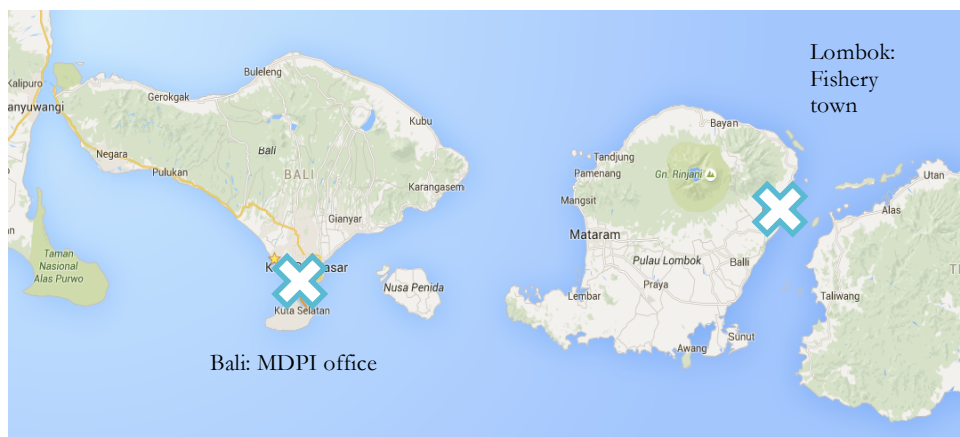 Lombok:
Fishery
town
Kalipuro
anyuwangi
Buleleng
Gerokgak
Kubu
Bayan
Negara
Bali
Tandjung
Pulukan
BALI
Pamenang
Gn. Rinjani
Utan
Karangasem
Mangsit
Alas
Gianyar
Mataram
an
Taman
Nasional
Alas Purwo
K
asar
Pulau Lombok
Balli
T
Nusa Penida
Praya
Lembar
Taliwang
Kuta Selatan
Sunut
Awang
Bali: MDPI office